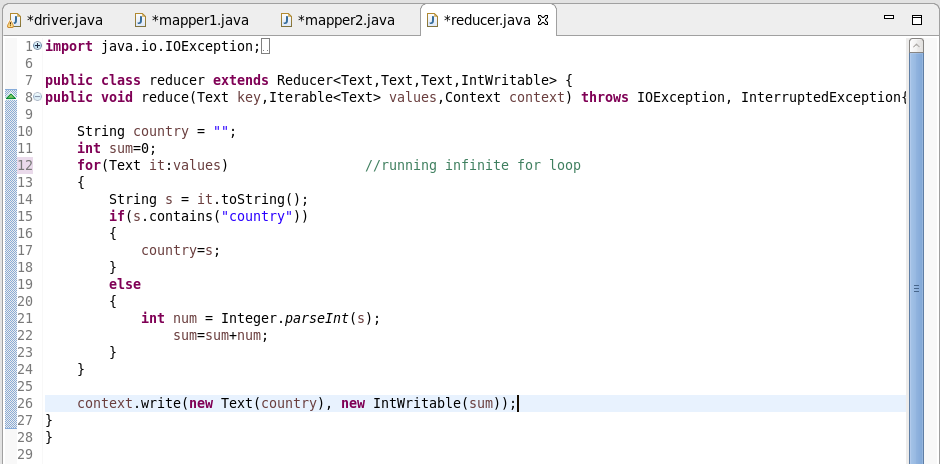 *driver.java *mapper1.java *mapper2.java *reducer.java
1 import java.io.IOException;
6
7 public class reducer extends Reducer<Text,Text,Text,IntWritable> {
8 public void reduce(Text key,Iterable<Text> values,Context context) throws IOException, InterruptedException{
9
10 String country = "";
11 int sum=0;
12 for(Text it:values) //running infinite for loop
13 {
14 String s = it.toString();
15 if(s.contains("country"))
16 {
17 country=s;
18 }
19 else
20 {
21 int num = Integer.parseInt(s);
22 sum=sum+num;
23 }
24 }
25
26 context.write(new Text(country), new IntWritable(sum));
27 }
28 }
29